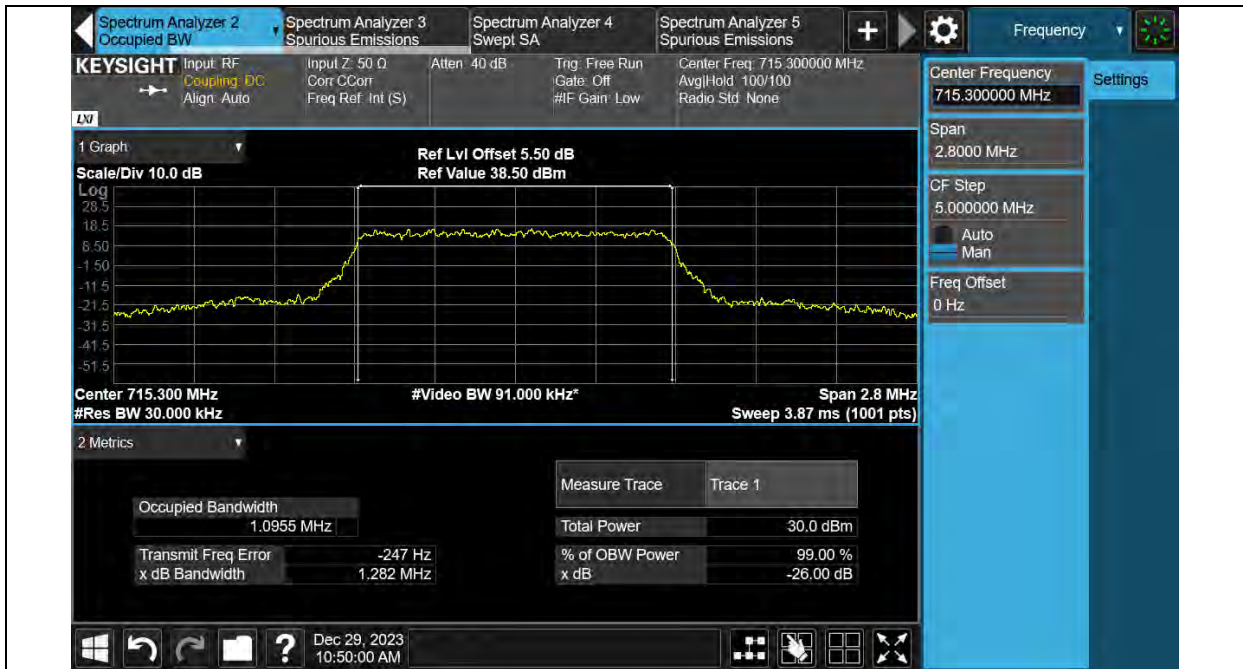 Spectrum Analyzer 2
Occupied BW
Spectrum Analyzer 3
Spurious Emissions
Spectrum Analyzer 4
Swept SA
Spectrum Analyzer 5
Spurious Emissions
+
Frequency
KEYSIGHT
LXI
Input: RF
Coupling: DC
Align: Auto
Input Z: 50 Ω
Corr CCorr
Freq Ref: Int (S)
Atten: 40 dB
Trig: Free Run
Gate: Off
#IF Gain: Low
Center Freq: 715.300000 MHz
Avg|Hold: 100/100
Radio Std: None
Center Frequency
715.300000 MHz
Settings
Span
2.8000 MHz
CF Step
5.000000 MHz
Auto
Man
Freq Offset
0 Hz
1 Graph
Scale/Div 10.0 dB
Ref Lvl Offset 5.50 dB
Ref Value 38.50 dBm
Log
28.5
18.5
8.50
-1.50
-11.5
-21.5
-31.5
-41.5
-51.5
Center 715.300 MHz
#Video BW 91.000 kHz*
Span 2.8 MHz
#Res BW 30.000 kHz
Sweep 3.87 ms (1001 pts)
2 Metrics
Measure Trace
Trace 1
Occupied Bandwidth
1.0955 MHz
Total Power
30.0 dBm
Transmit Freq Error
-247 Hz
% of OBW Power
99.00 %
x dB Bandwidth
1.282 MHz
x dB
-26.00 dB
?
Dec 29, 2023
10:50:00 AM